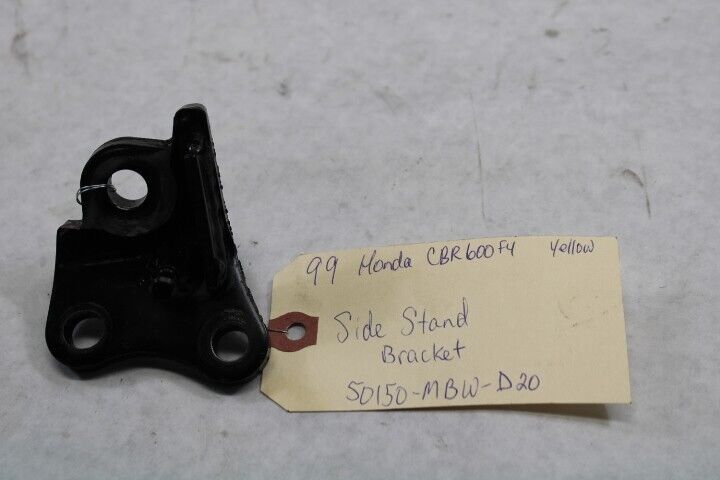 99 Honda CBR600F4 Yellow
Side Stand
Bracket
50150-MBW-D20